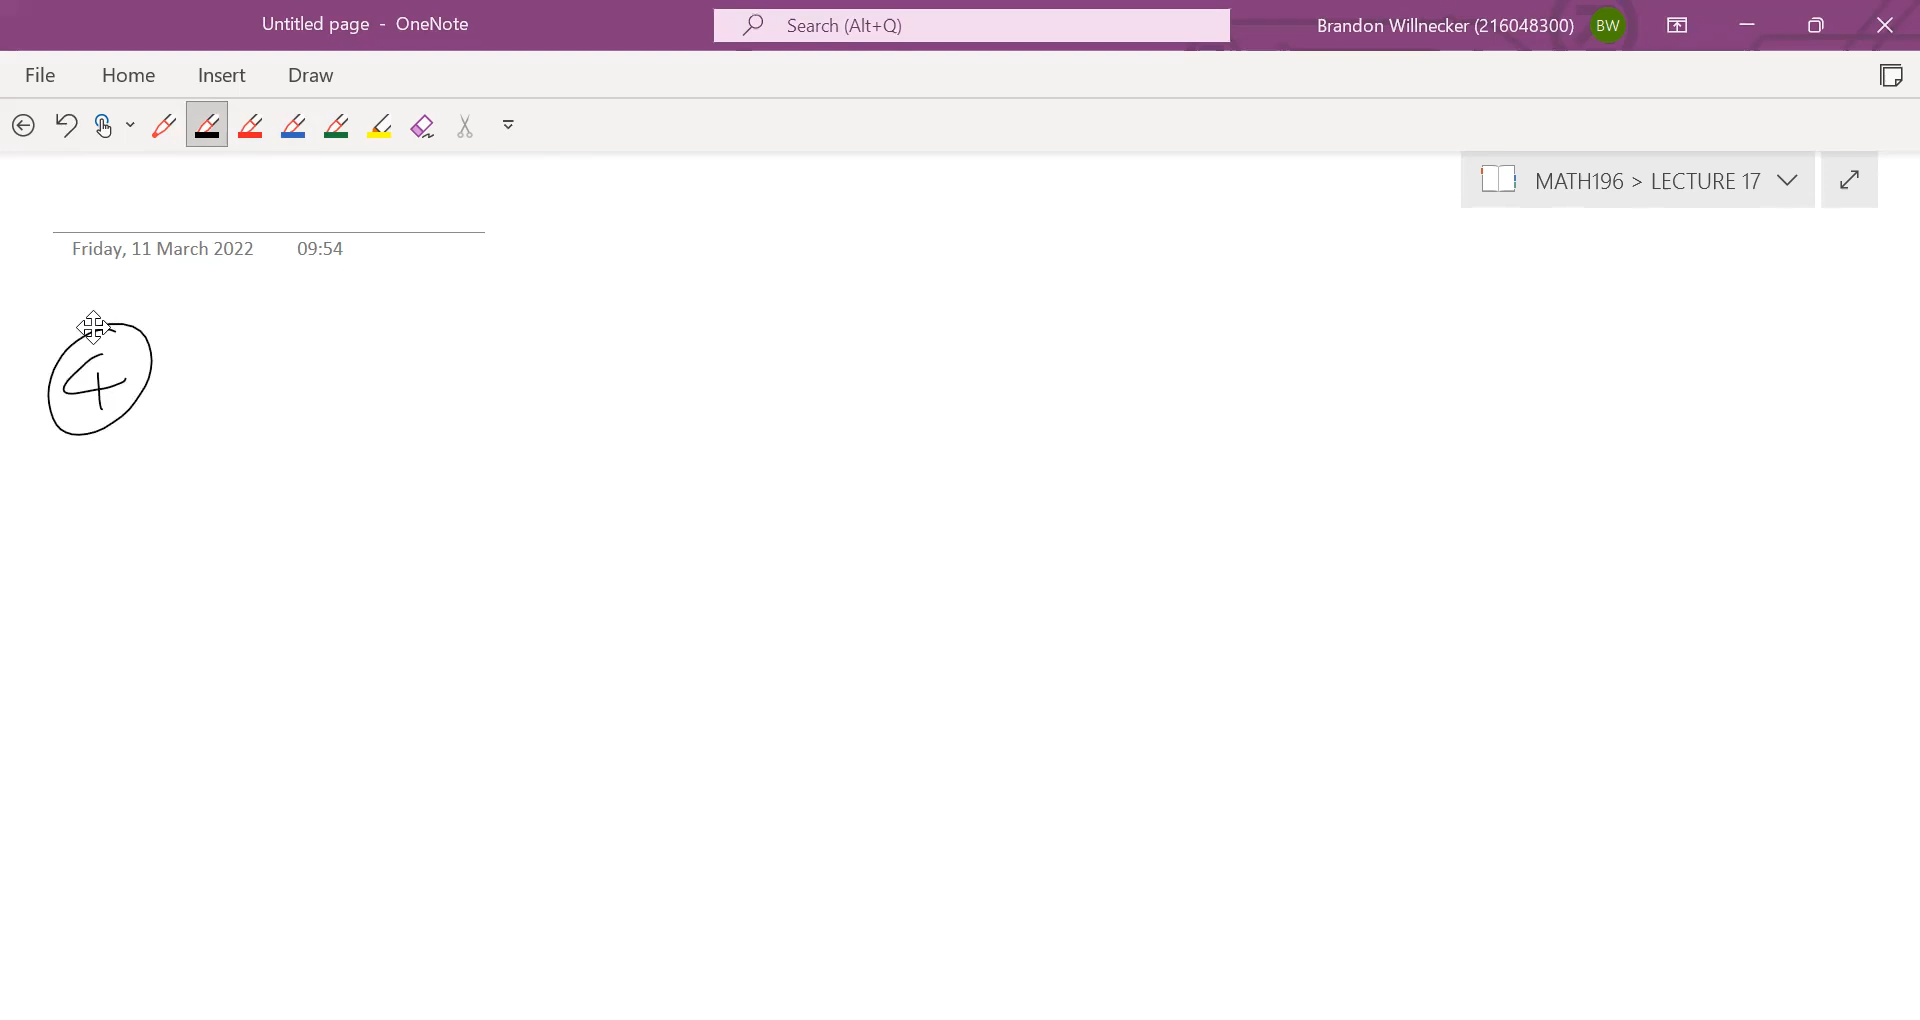 Untitled page - OneNote
Search (Alt+Q)
Brandon Willnecker (216048300)
BW
File Home Insert Draw
MATH196 > LECTURE 17
Friday, 11 March 2022 09:54
4